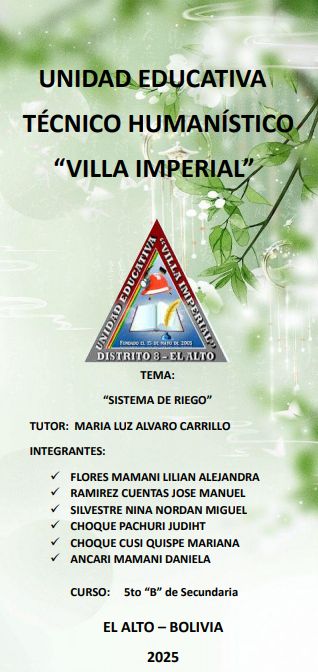 UNIDAD EDUCATIVA
TÉCNICO HUMANÍSTICO
“VILLA IMPERIAL”
UNIDAD EDUCATIVA
“VILLA IMPERIAL”
FUNDADO EL 15 DE MAYO DE 2005
DISTRITO 8 - EL ALTO
TEMA:
“SISTEMA DE RIEGO”
TUTOR: MARIA LUZ ALVARO CARRILLO
INTEGRANTES:
✓ FLORES MAMANI LILIAN ALEJANDRA
✓ RAMIREZ CUENTAS JOSE MANUEL
✓ SILVESTRE NINA NORDAN MIGUEL
✓ CHOQUE PACHURI JUDIHT
✓ CHOQUE CUSI QUISPE MARIANA
✓ ANCARI MAMANI DANIELA
CURSO: 5to “B” de Secundaria
EL ALTO – BOLIVIA
2025